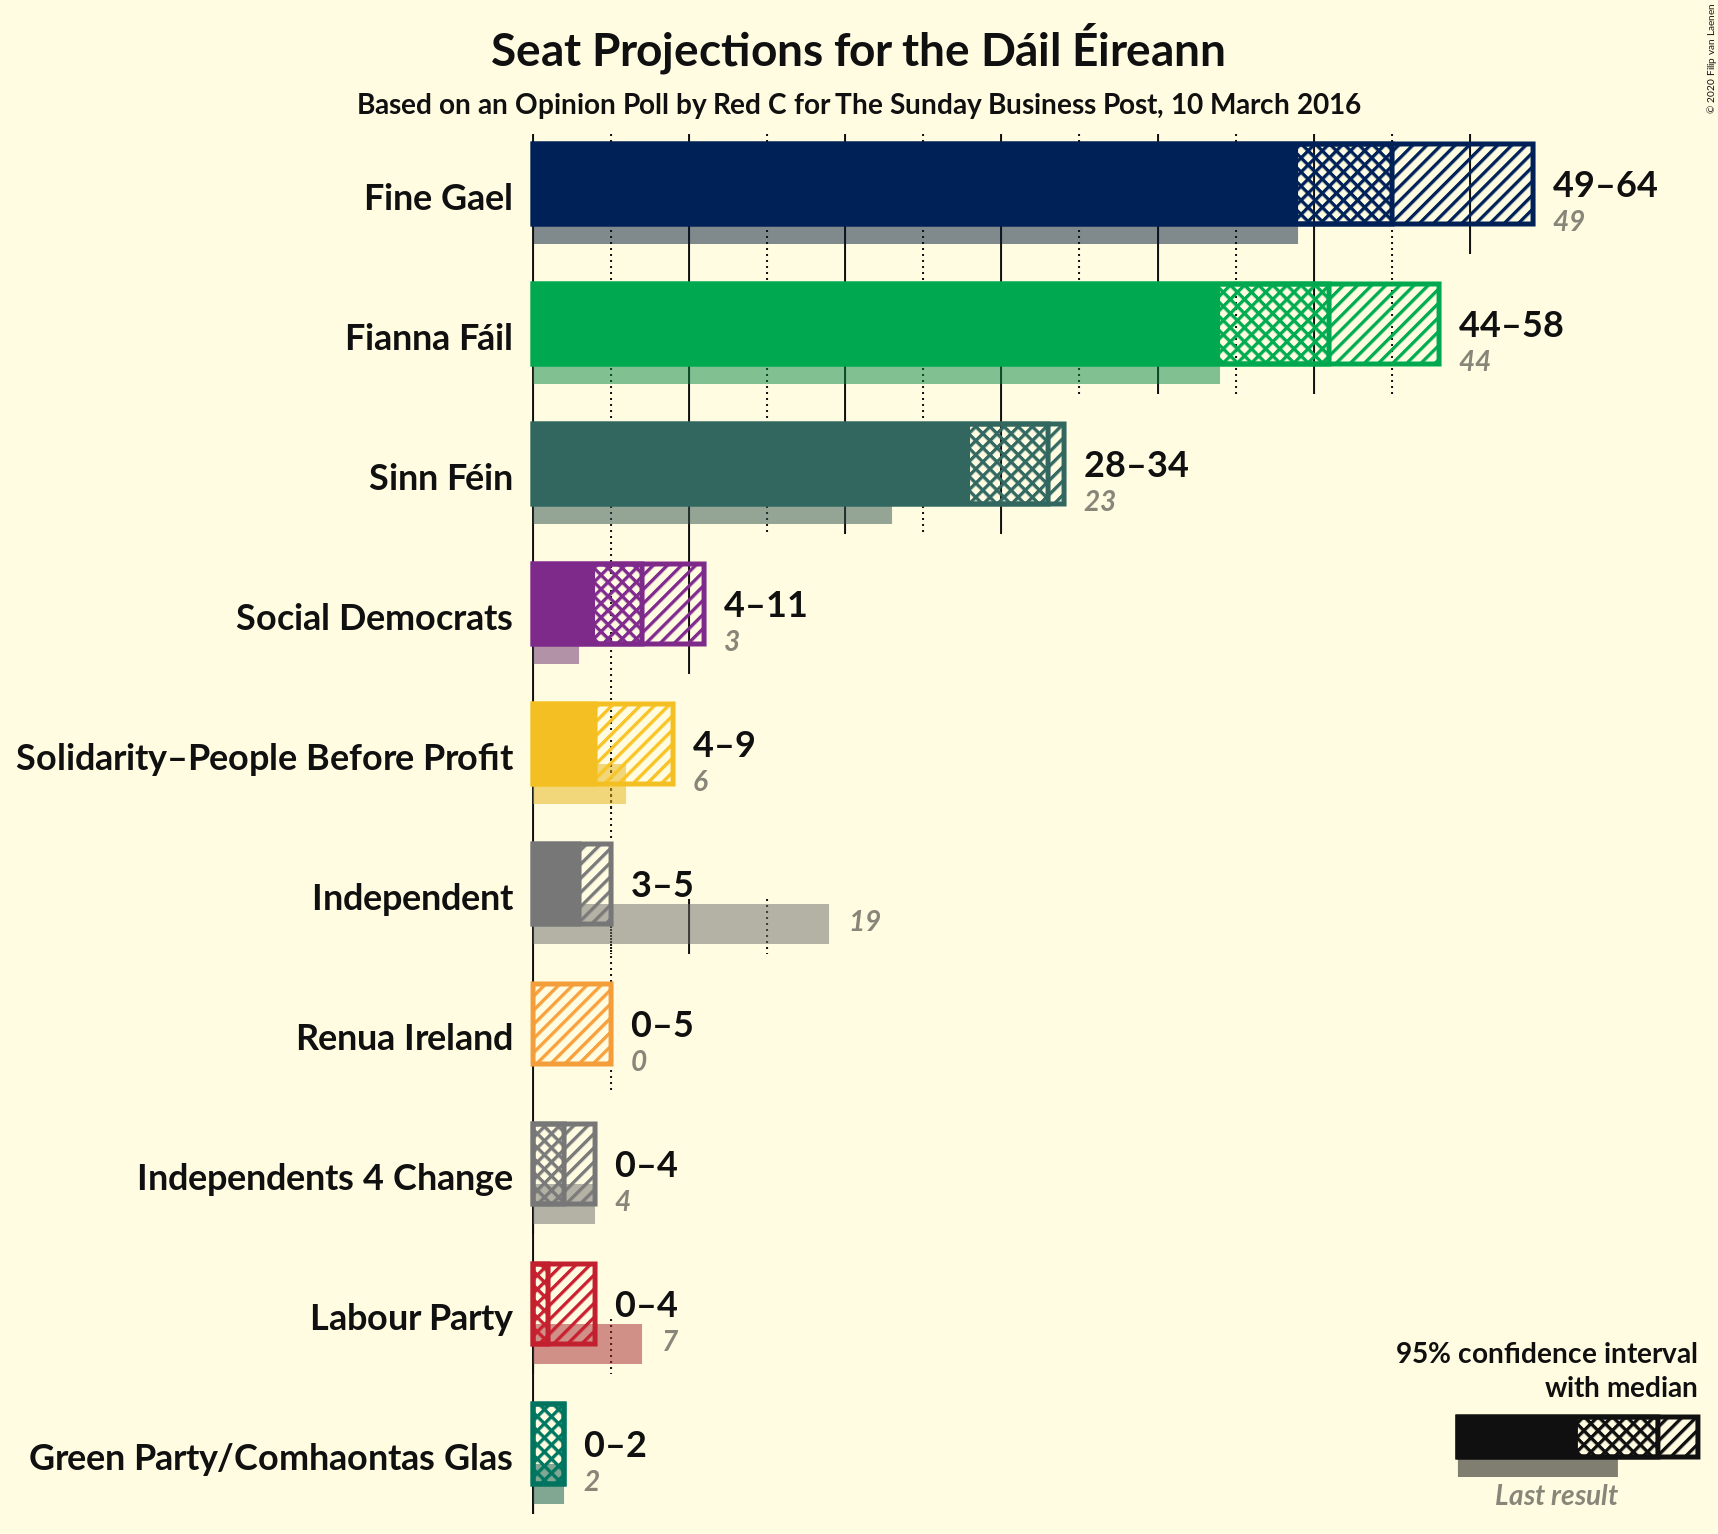 Seat Projections for the Dáil Éireann
Based on an Opinion Poll by Red C for The Sunday Business Post, 10 March 2016
© 2020 Filip van Laenen
Fine Gael
49–64
49
Fianna Fáil
44–58
44
Sinn Féin
28–34
23
Social Democrats
4–11
3
Solidarity–People Before Profit
4–9
6
Independent
3–5
19
Renua Ireland
0–5
0
Independents 4 Change
0–4
4
Labour Party
0–4
7
Green Party/Comhaontas Glas
0–2
2
95% confidence interval
with median
Last result